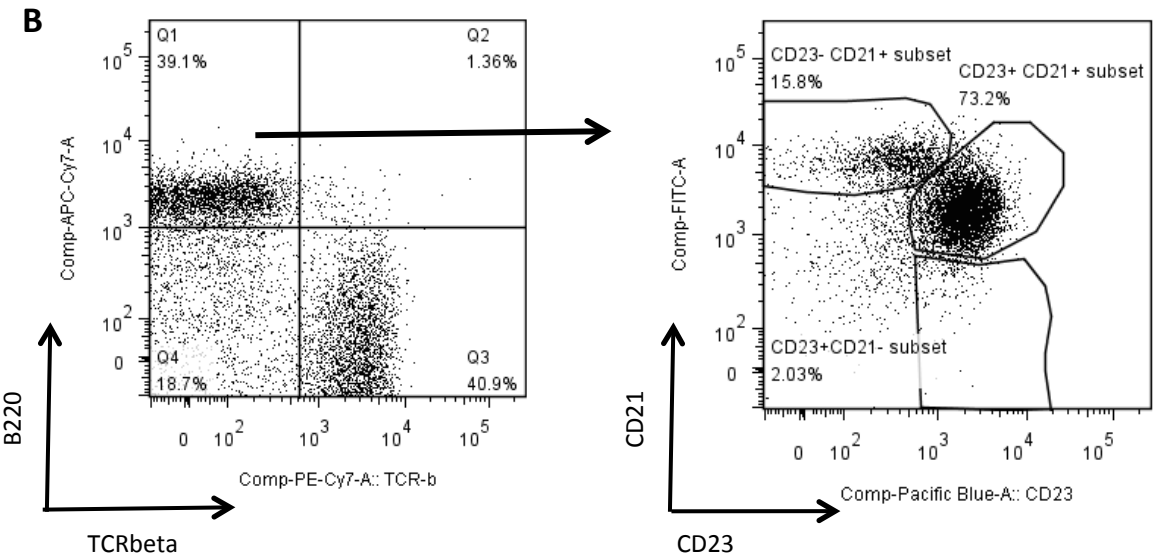 B
Q1
39.1%
Q2
1.36%
Q4
18.7%
Q3
40.9%
10^5
10^4
10^3
10^2
0
0 10^2 10^3 10^4 10^5
Comp-APC-Cy7-A
Comp-PE-Cy7-A:: TCR-b
B220
TCRbeta
CD23- CD21+ subset
15.8%
CD23+ CD21+ subset
73.2%
CD23+CD21- subset
2.03%
10^5
10^4
10^3
10^2
0
0 10^2 10^3 10^4 10^5
Comp-FITC-A
Comp-Pacific Blue-A:: CD23
CD21
CD23